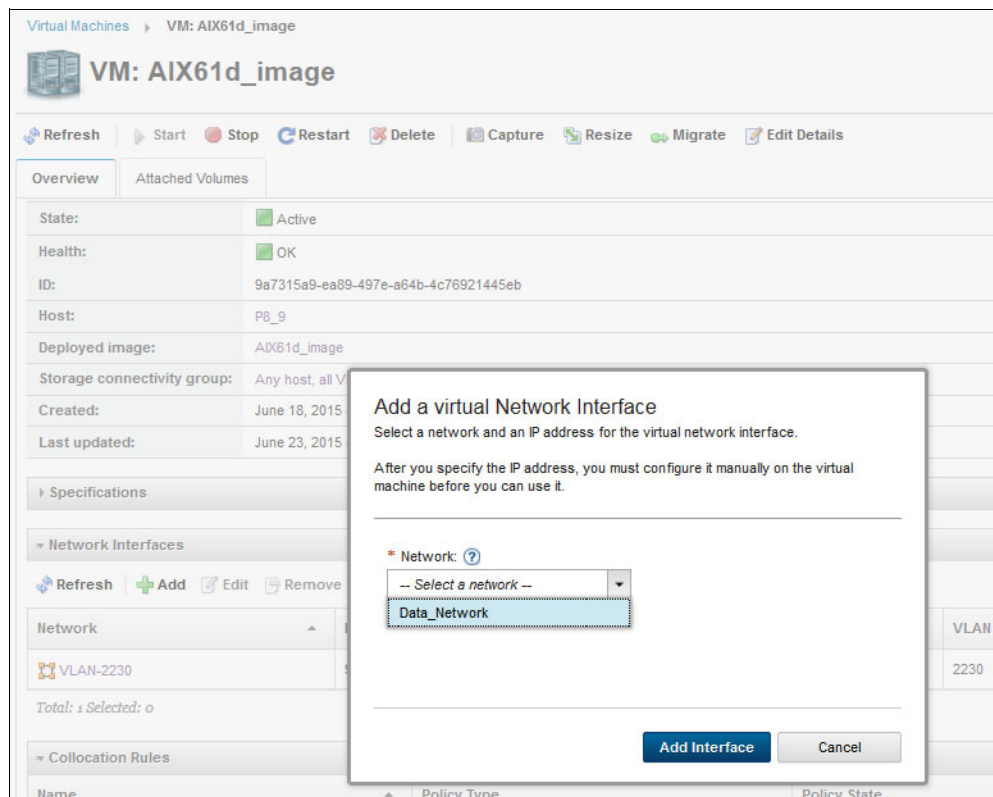 Virtual Machines VM: AIX61d_image
VM: AIX61d_image
Refresh Start Stop Restart Delete Capture Resize Migrate Edit Details
Overview Attached Volumes
State: Active
Health: OK
ID: 9a7315a9-ea89-497e-a64b-4c76921445eb
Host: P8_9
Deployed image: AIX61d_image
Storage connectivity group: Any host, all V
Created: June 18, 2015
Last updated: June 23, 2015
Specifications
Network Interfaces
Refresh Add Edit Remove
Network VLAN
VLAN-2230 2230
Total: 1 Selected: 0
Collocation Rules
Name Policy Type Policy State
Add a virtual Network Interface
Select a network and an IP address for the virtual network interface.
After you specify the IP address, you must configure it manually on the virtual
machine before you can use it.
* Network: ?
-- Select a network --
Data_Network
Add Interface Cancel